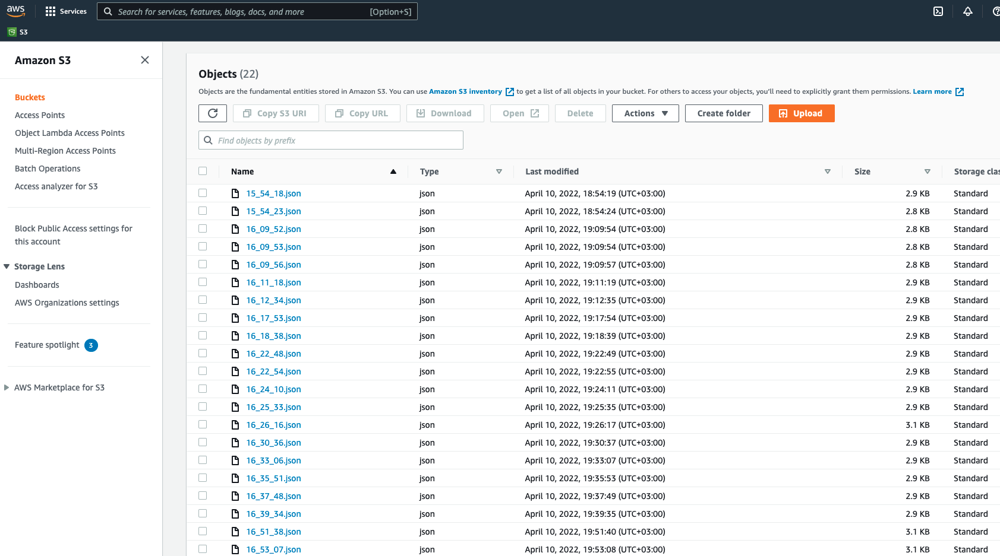 aws Services Search for services, features, blogs, docs, and more [Option+S]
S3
Amazon S3
Buckets
Access Points
Object Lambda Access Points
Multi-Region Access Points
Batch Operations
Access analyzer for S3
Block Public Access settings for
this account
Storage Lens
Dashboards
AWS Organizations settings
Feature spotlight 3
AWS Marketplace for S3
Objects (22)
Objects are the fundamental entities stored in Amazon S3. You can use Amazon S3 inventory to get a list of all objects in your bucket. For others to access your objects, you'll need to explicitly grant them permissions. Learn more
Copy S3 URI Copy URL Download Open Delete Actions Create folder Upload
Find objects by prefix
Name Type Last modified Size Storage clas
15_54_18.json json April 10, 2022, 18:54:19 (UTC+03:00) 2.9 KB Standard
15_54_23.json json April 10, 2022, 18:54:24 (UTC+03:00) 2.8 KB Standard
16_09_52.json json April 10, 2022, 19:09:54 (UTC+03:00) 2.8 KB Standard
16_09_53.json json April 10, 2022, 19:09:54 (UTC+03:00) 2.8 KB Standard
16_09_56.json json April 10, 2022, 19:09:57 (UTC+03:00) 2.8 KB Standard
16_11_18.json json April 10, 2022, 19:11:19 (UTC+03:00) 2.9 KB Standard
16_12_34.json json April 10, 2022, 19:12:35 (UTC+03:00) 2.9 KB Standard
16_17_53.json json April 10, 2022, 19:17:54 (UTC+03:00) 2.9 KB Standard
16_18_38.json json April 10, 2022, 19:18:39 (UTC+03:00) 2.9 KB Standard
16_22_48.json json April 10, 2022, 19:22:49 (UTC+03:00) 2.9 KB Standard
16_22_54.json json April 10, 2022, 19:22:55 (UTC+03:00) 2.9 KB Standard
16_24_10.json json April 10, 2022, 19:24:11 (UTC+03:00) 2.9 KB Standard
16_25_33.json json April 10, 2022, 19:25:35 (UTC+03:00) 2.9 KB Standard
16_26_16.json json April 10, 2022, 19:26:17 (UTC+03:00) 3.1 KB Standard
16_30_36.json json April 10, 2022, 19:30:37 (UTC+03:00) 2.9 KB Standard
16_33_06.json json April 10, 2022, 19:33:07 (UTC+03:00) 2.9 KB Standard
16_35_51.json json April 10, 2022, 19:35:53 (UTC+03:00) 2.9 KB Standard
16_37_48.json json April 10, 2022, 19:37:49 (UTC+03:00) 2.9 KB Standard
16_39_34.json json April 10, 2022, 19:39:35 (UTC+03:00) 2.9 KB Standard
16_51_38.json json April 10, 2022, 19:51:40 (UTC+03:00) 3.1 KB Standard
16_53_07.json json April 10, 2022, 19:53:08 (UTC+03:00) 3.1 KB Standard